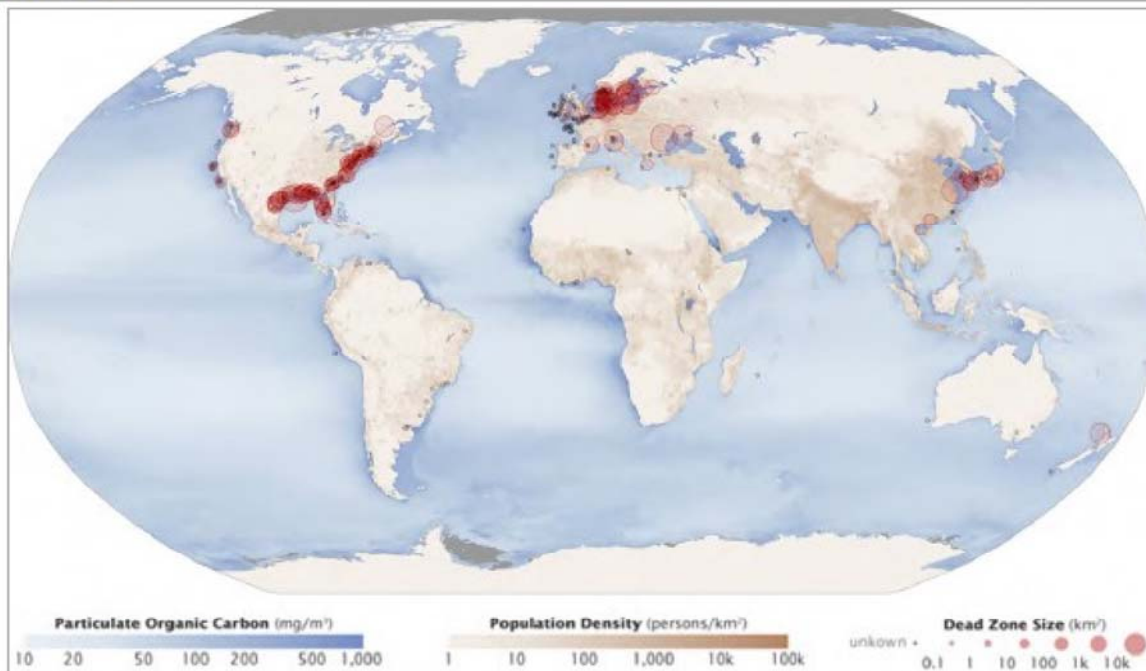 Particulate Organic Carbon (mg/m³)
10 20 50 100 200 500 1,000
Population Density (persons/km²)
1 10 100 1,000 10k 100k
Dead Zone Size (km²)
unkown
0.1 1 10 100 1k 10k